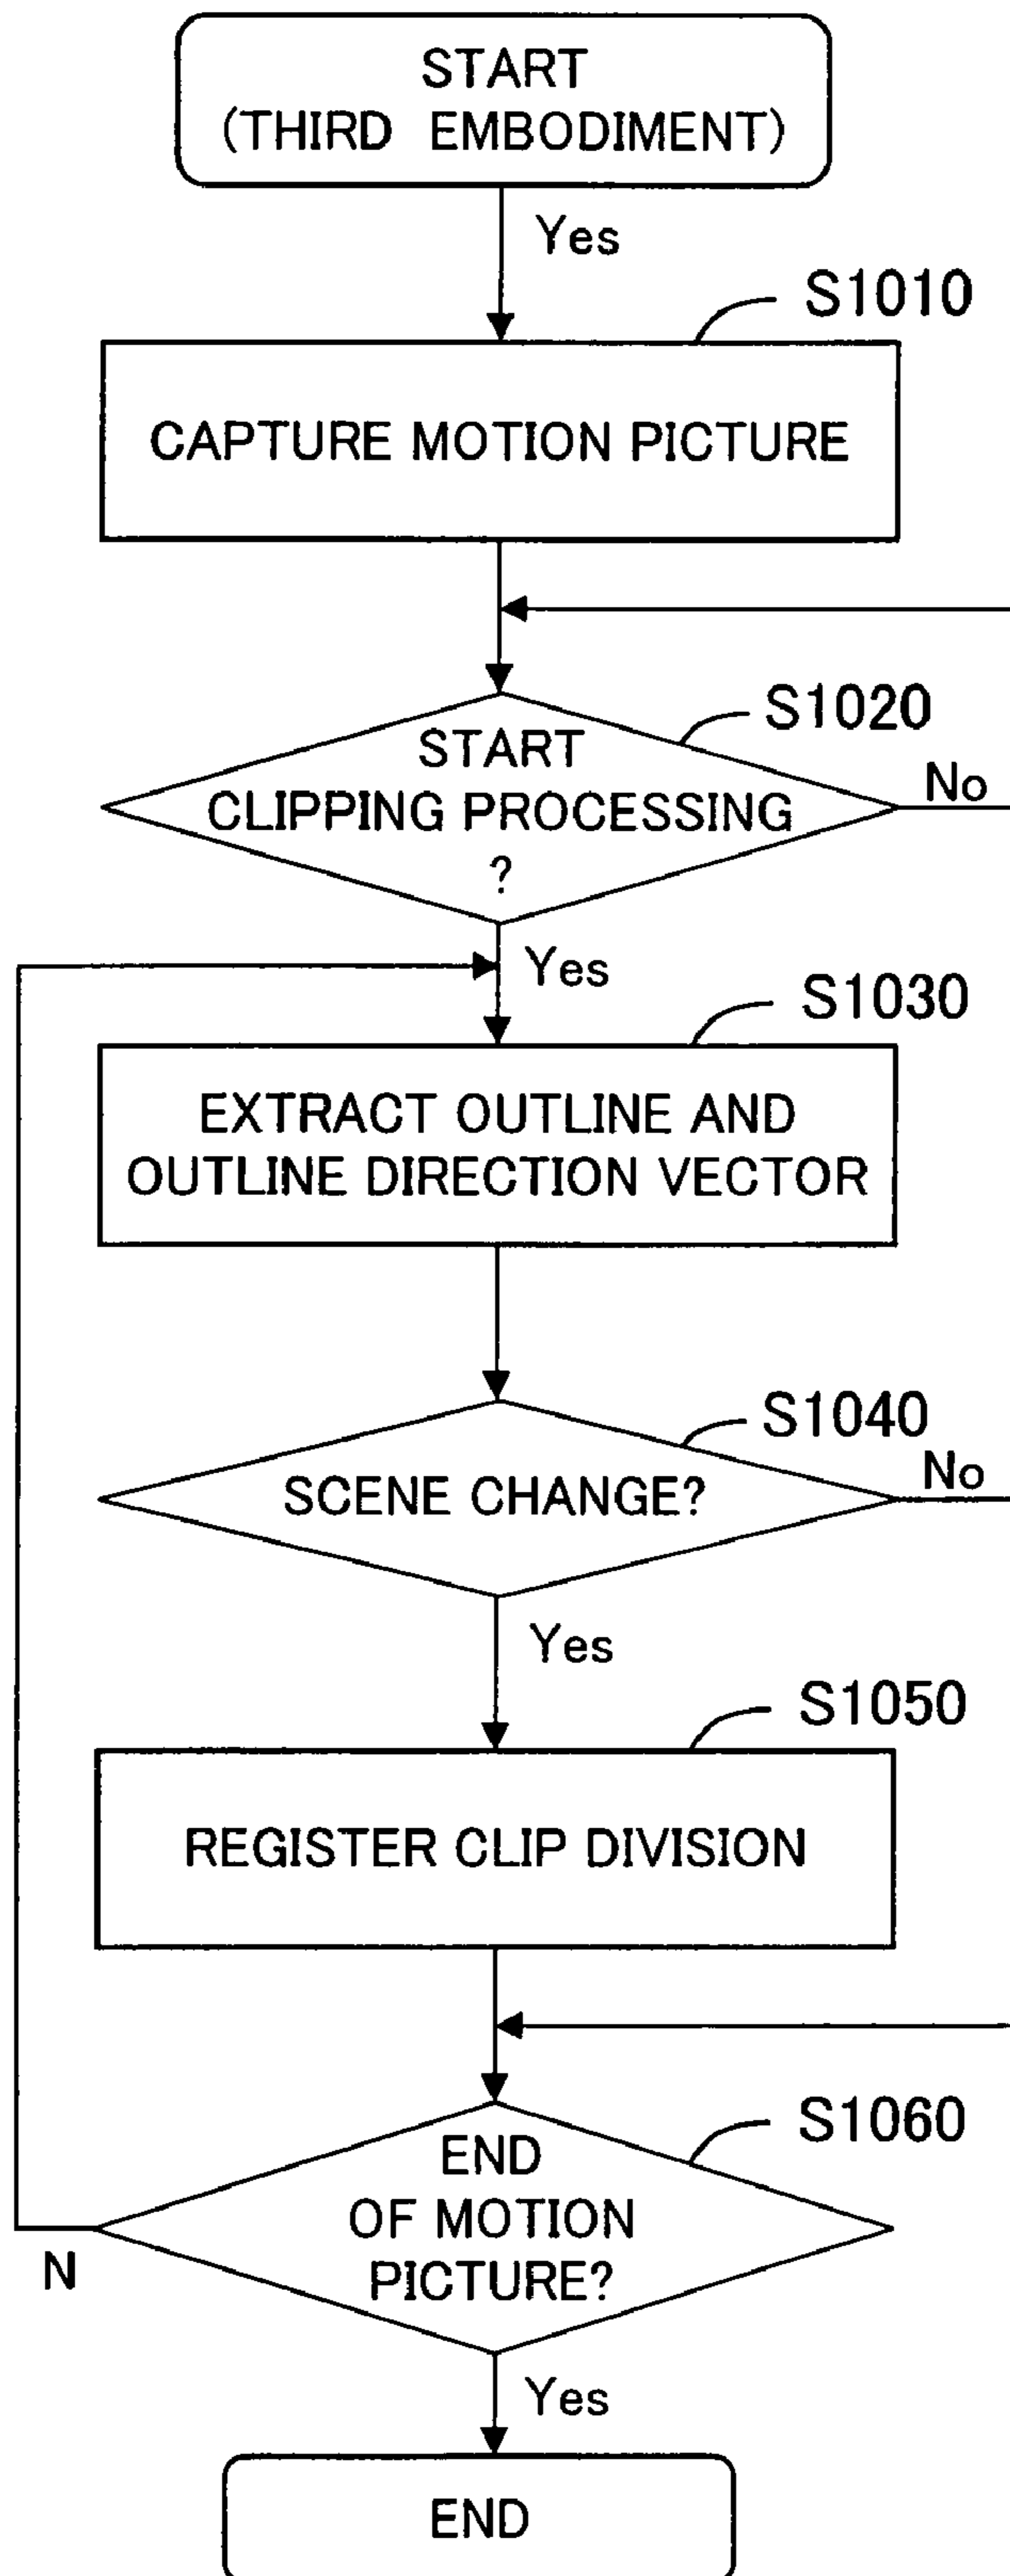 START
(THIRD EMBODIMENT)
Yes
S1010
CAPTURE MOTION PICTURE
S1020
START
CLIPPING PROCESSING
?
No
Yes
S1030
EXTRACT OUTLINE AND
OUTLINE DIRECTION VECTOR
S1040
SCENE CHANGE?
No
Yes
S1050
REGISTER CLIP DIVISION
S1060
END
OF MOTION
PICTURE?
N
Yes
END